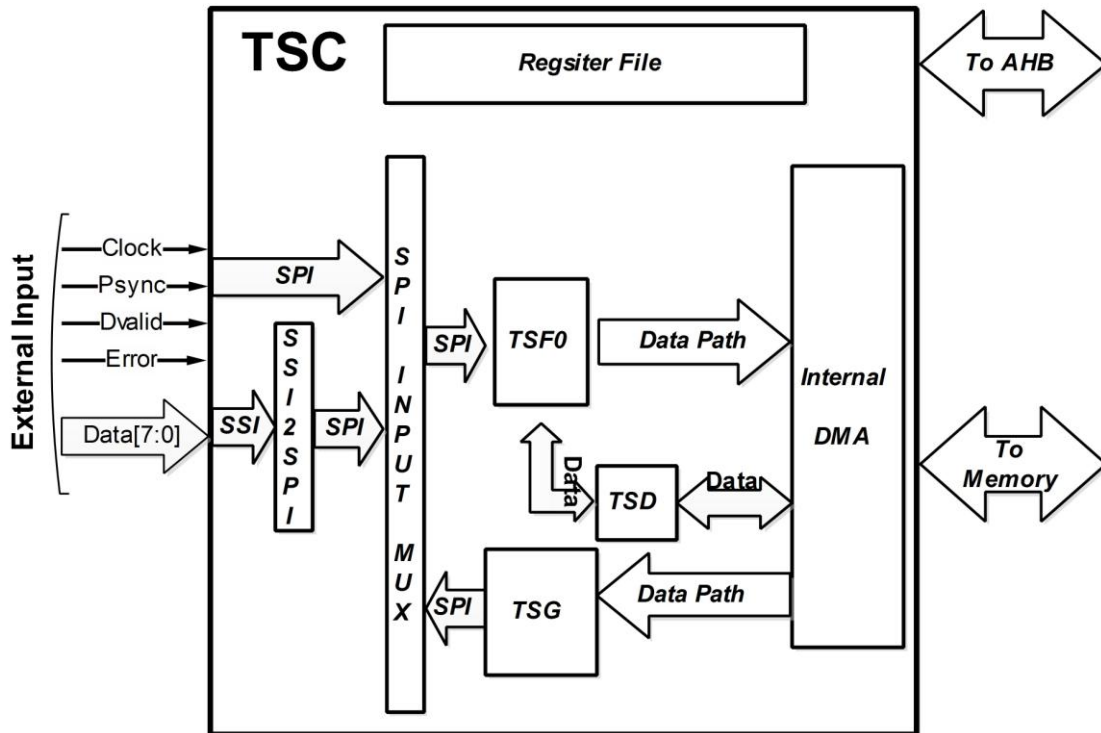 TSC
Regsiter File
To AHB
External Input
Clock
Psync
Dvalid
Error
Data[7:0]
SPI
SSI
SSI2SPI
SPI
SPI INPUT MUX
SPI
TSF0
Data Path
Internal
DMA
Data
TSD
Data
To
Memory
SPI
TSG
Data Path